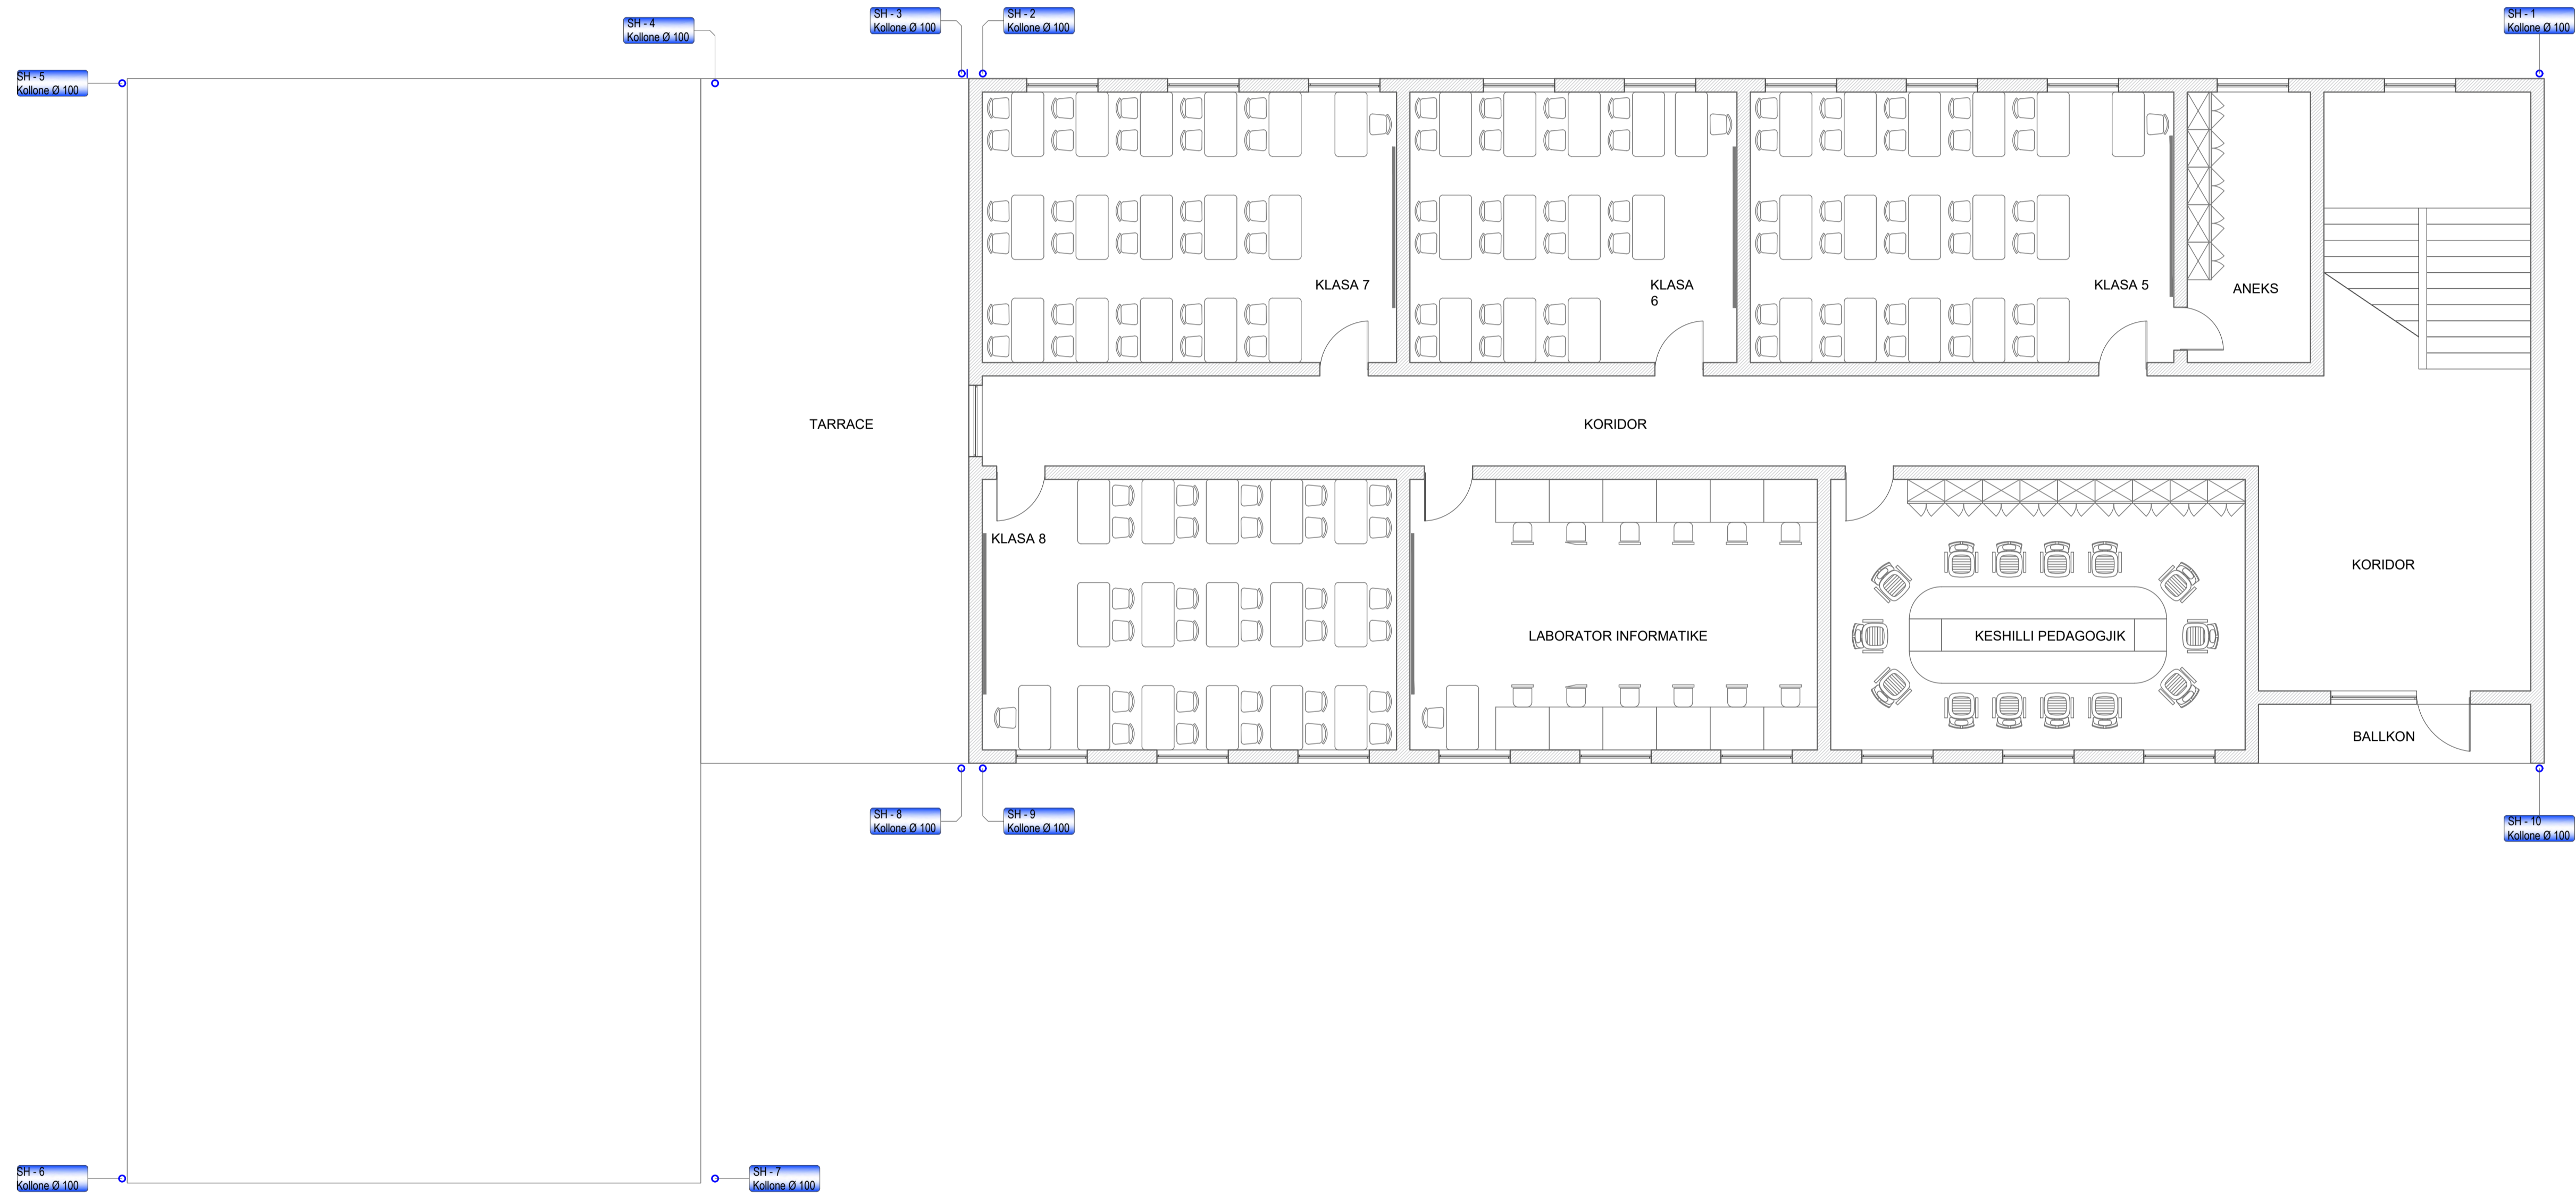 SH - 3
Kollone Ø 100
SH - 2
Kollone Ø 100
SH - 1
Kollone Ø 100
SH - 4
Kollone Ø 100
SH - 5
Kollone Ø 100
KLASA 7
KLASA
6
KLASA 5
ANEKS
TARRACE
KORIDOR
KLASA 8
KORIDOR
LABORATOR INFORMATIKE
KESHILLI PEDAGOGJIK
BALLKON
SH - 8
Kollone Ø 100
SH - 9
Kollone Ø 100
SH - 10
Kollone Ø 100
SH - 6
Kollone Ø 100
SH - 7
Kollone Ø 100